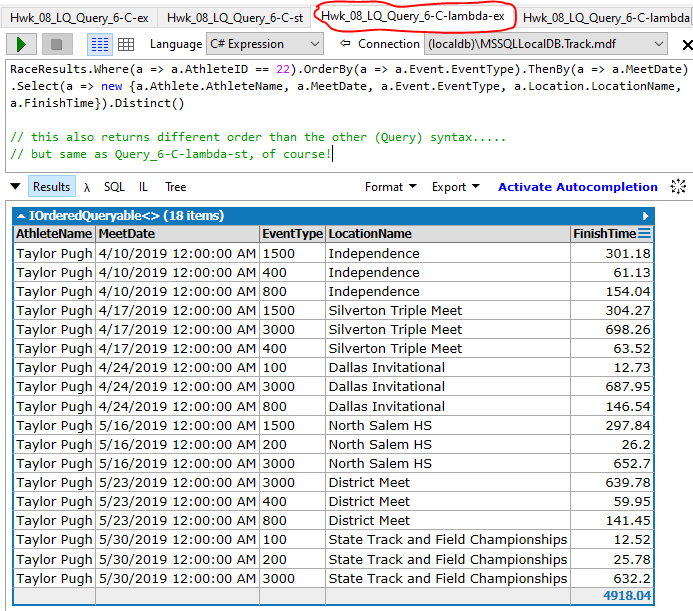 Hwk_08_LQ_Query_6-C-ex Hwk_08_LQ_Query_6-C-st Hwk_08_LQ_Query_6-C-lambda-ex Hwk_08_LQ_Query_6-C-lambda
Language C# Expression Connection (localdb)\MSSQLLocalDB.Track.mdf
RaceResults.Where(a => a.AthleteID == 22).OrderBy(a => a.Event.EventType).ThenBy(a => a.MeetDate)
.Select(a => new {a.Athlete.AthleteName, a.MeetDate, a.Event.EventType, a.Location.LocationName,
a.FinishTime}).Distinct()
// this also returns different order than the other (Query) syntax.....
// but same as Query_6-C-lambda-st, of course!
Results λ SQL IL Tree Format Export Activate Autocompletion
IOrderedQueryable<> (18 items)
AthleteName MeetDate EventType LocationName FinishTime
Taylor Pugh 4/10/2019 12:00:00 AM 1500 Independence 301.18
Taylor Pugh 4/10/2019 12:00:00 AM 400 Independence 61.13
Taylor Pugh 4/10/2019 12:00:00 AM 800 Independence 154.04
Taylor Pugh 4/17/2019 12:00:00 AM 1500 Silverton Triple Meet 304.27
Taylor Pugh 4/17/2019 12:00:00 AM 3000 Silverton Triple Meet 698.26
Taylor Pugh 4/17/2019 12:00:00 AM 400 Silverton Triple Meet 63.52
Taylor Pugh 4/24/2019 12:00:00 AM 100 Dallas Invitational 12.73
Taylor Pugh 4/24/2019 12:00:00 AM 3000 Dallas Invitational 687.95
Taylor Pugh 4/24/2019 12:00:00 AM 800 Dallas Invitational 146.54
Taylor Pugh 5/16/2019 12:00:00 AM 1500 North Salem HS 297.84
Taylor Pugh 5/16/2019 12:00:00 AM 200 North Salem HS 26.2
Taylor Pugh 5/16/2019 12:00:00 AM 3000 North Salem HS 652.7
Taylor Pugh 5/23/2019 12:00:00 AM 3000 District Meet 639.78
Taylor Pugh 5/23/2019 12:00:00 AM 400 District Meet 59.95
Taylor Pugh 5/23/2019 12:00:00 AM 800 District Meet 141.45
Taylor Pugh 5/30/2019 12:00:00 AM 100 State Track and Field Championships 12.52
Taylor Pugh 5/30/2019 12:00:00 AM 200 State Track and Field Championships 25.78
Taylor Pugh 5/30/2019 12:00:00 AM 3000 State Track and Field Championships 632.2
4918.04